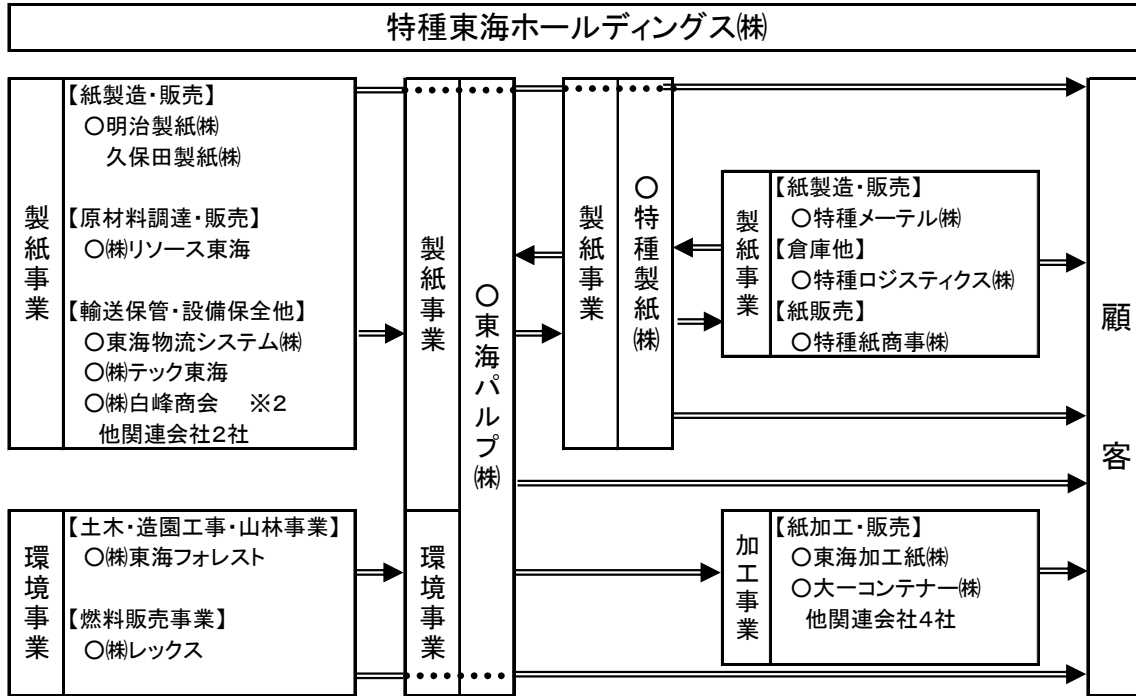 特種東海ホールディングス㈱
製紙事業
【紙製造・販売】
○明治製紙㈱
久保田製紙㈱
【原材料調達・販売】
○㈱リソース東海
【輸送保管・設備保全他】
○東海物流システム㈱
○㈱テック東海
○㈱白峰商会　※2
他関連会社2社
環境事業
【土木・造園工事・山林事業】
○㈱東海フォレスト
【燃料販売事業】
○㈱レックス
製紙事業
環境事業
○東海パルプ㈱
製紙事業
○特種製紙㈱
製紙事業
【紙製造・販売】
○特種メーテル㈱
【倉庫他】
○特種ロジスティクス㈱
【紙販売】
○特種紙商事㈱
加工事業
【紙加工・販売】
○東海加工紙㈱
○大一コンテナー㈱
他関連会社4社
顧客